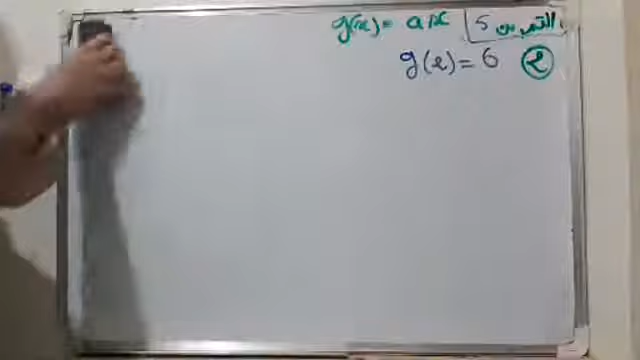 التمرين 5 g(x) = ax
② g(2) = 6